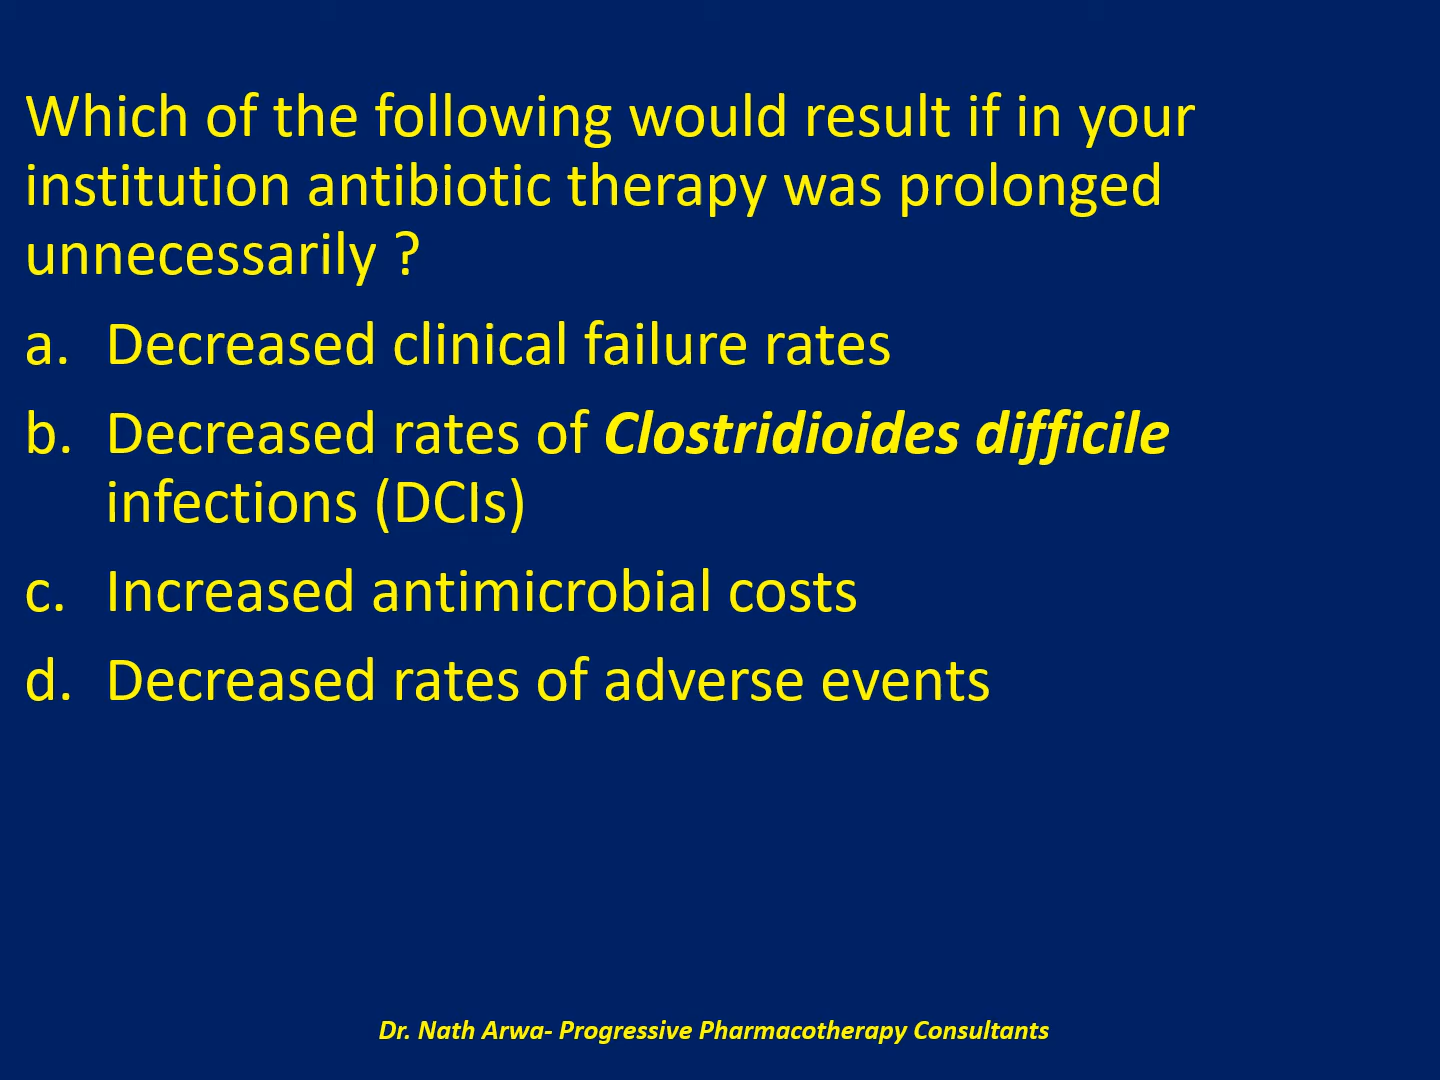 Which of the following would result if in your
institution antibiotic therapy was prolonged
unnecessarily ?
a. Decreased clinical failure rates
b. Decreased rates of Clostridioides difficile
infections (DCIs)
c. Increased antimicrobial costs
d. Decreased rates of adverse events
Dr. Nath Arwa- Progressive Pharmacotherapy Consultants